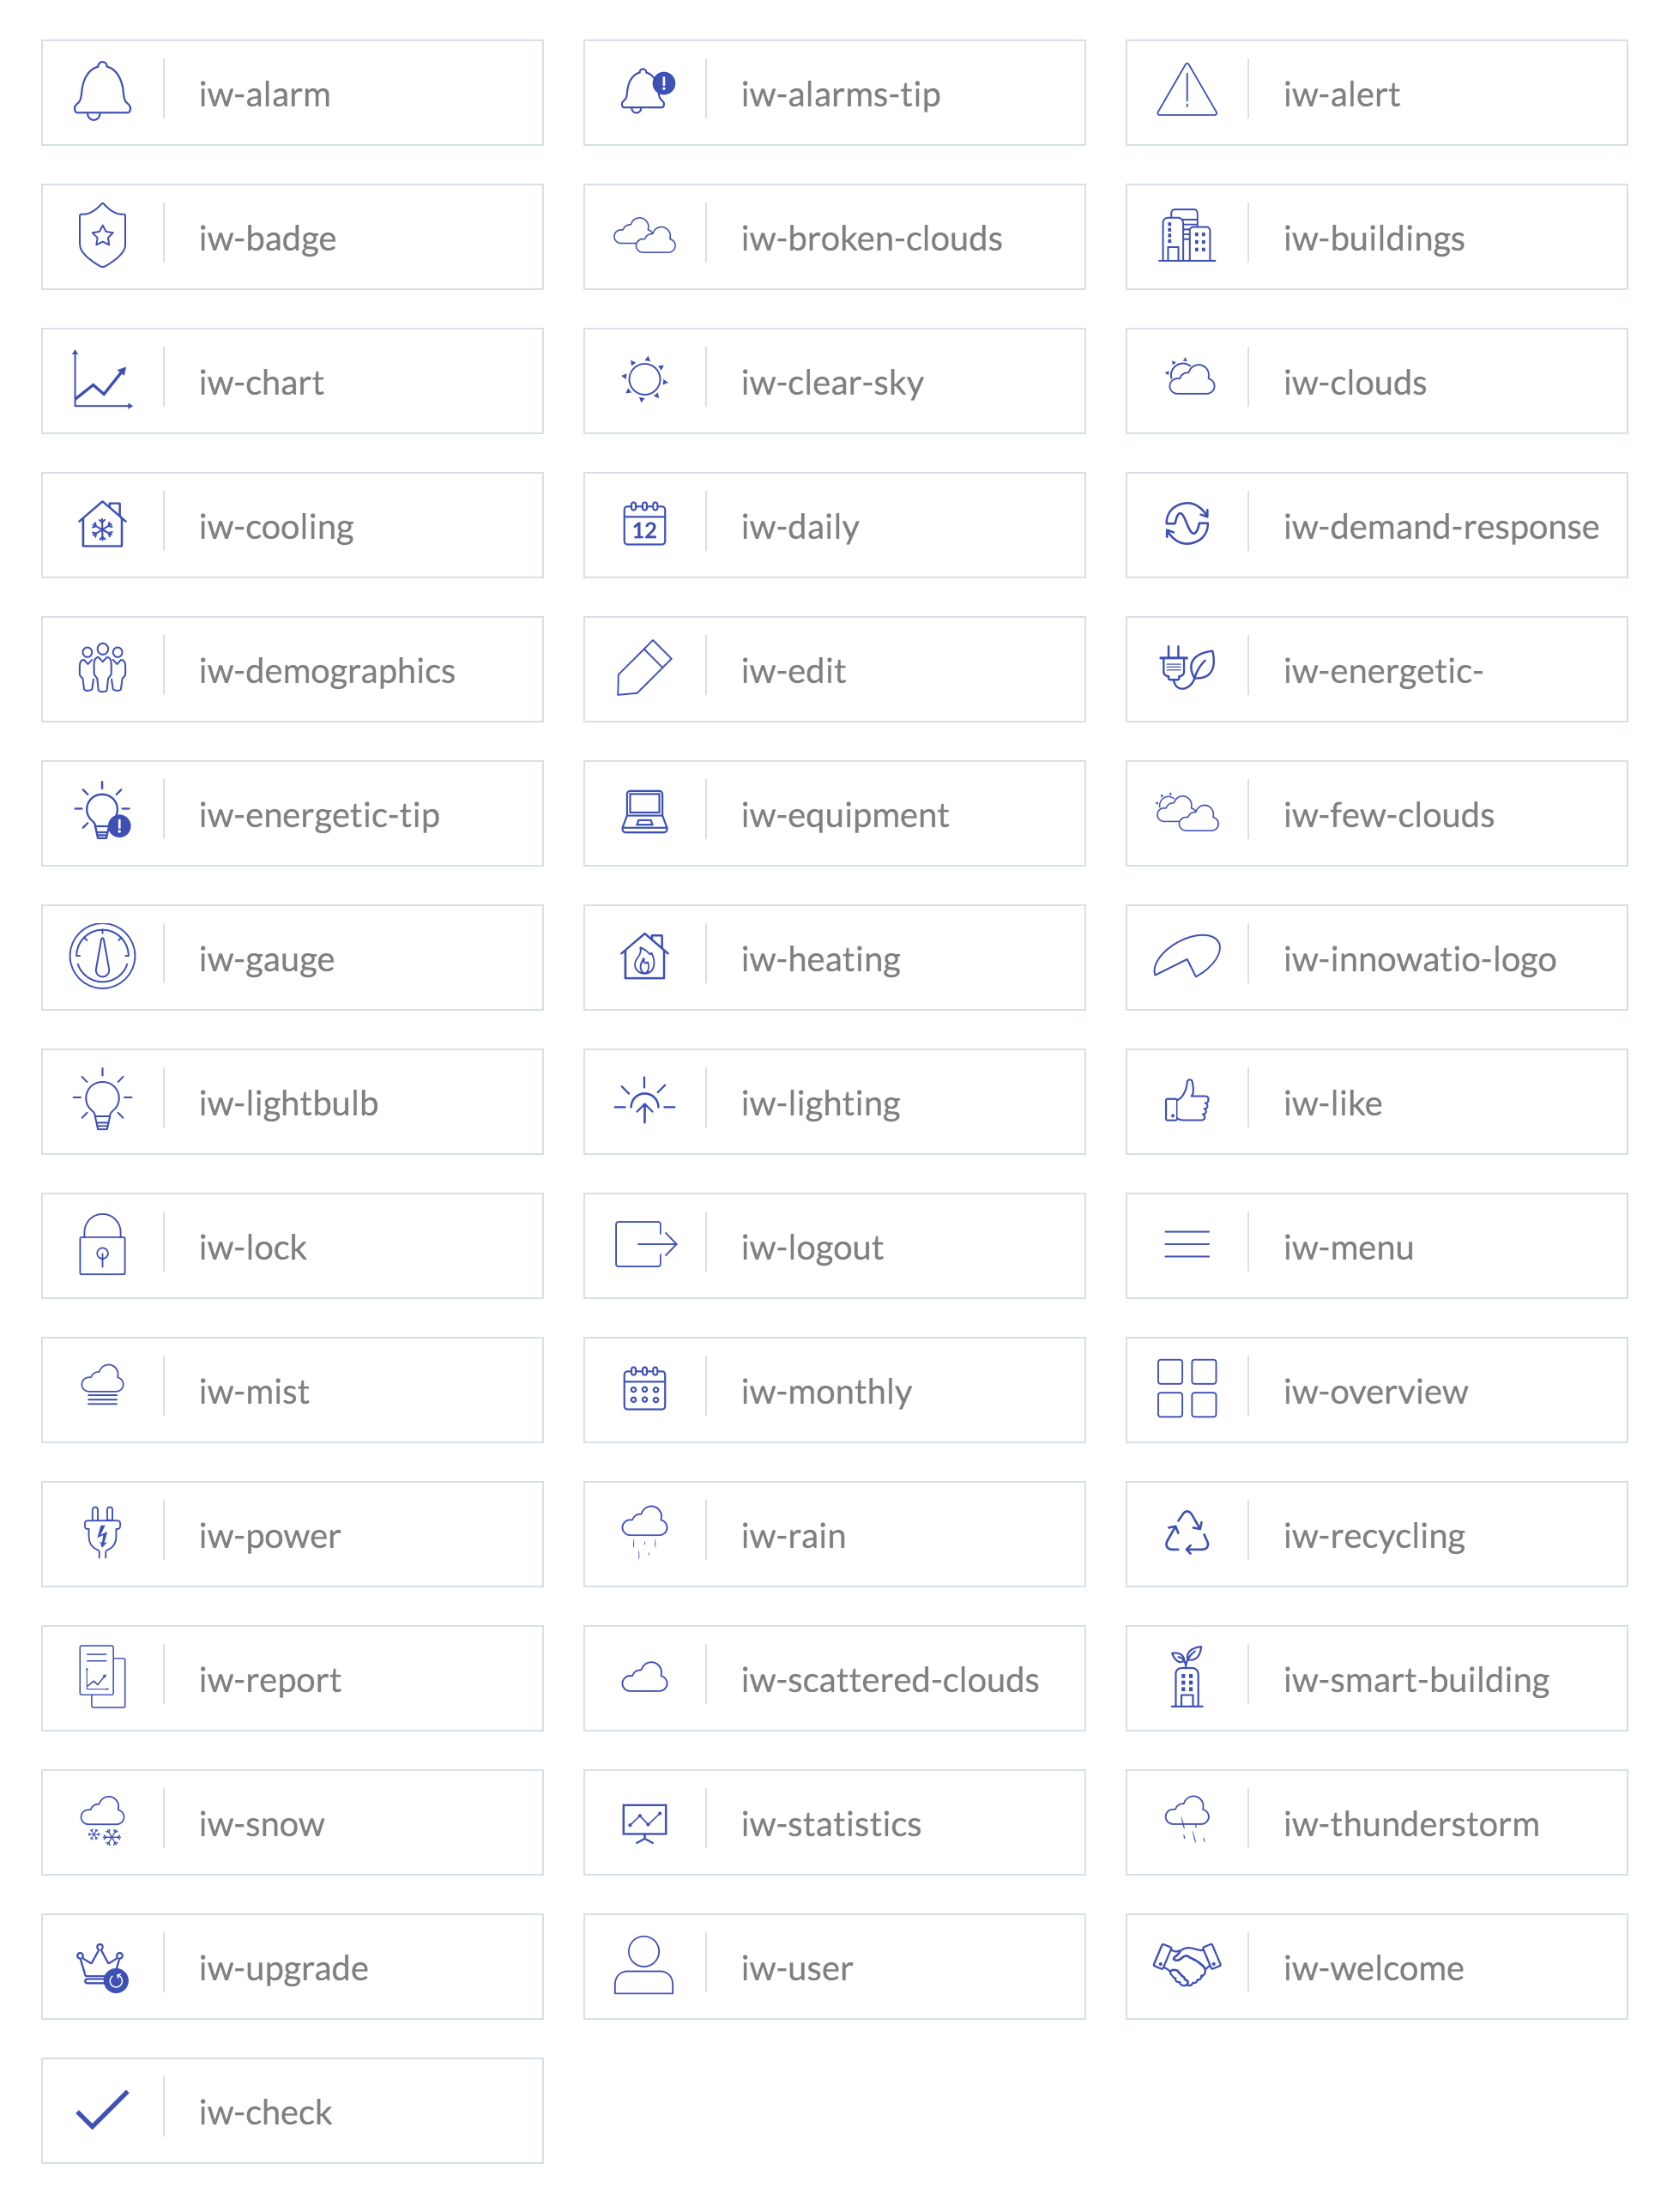 iw-alarm
iw-alarms-tip
iw-alert
iw-badge
iw-broken-clouds
iw-buildings
iw-chart
iw-clear-sky
iw-clouds
iw-cooling
12
iw-daily
iw-demand-response
iw-demographics
iw-edit
iw-energetic-
iw-energetic-tip
iw-equipment
iw-few-clouds
iw-gauge
iw-heating
iw-innowatio-logo
iw-lightbulb
iw-lighting
iw-like
iw-lock
iw-logout
iw-menu
iw-mist
iw-monthly
iw-overview
iw-power
iw-rain
iw-recycling
iw-report
iw-scattered-clouds
iw-smart-building
iw-snow
iw-statistics
iw-thunderstorm
iw-upgrade
iw-user
iw-welcome
iw-check